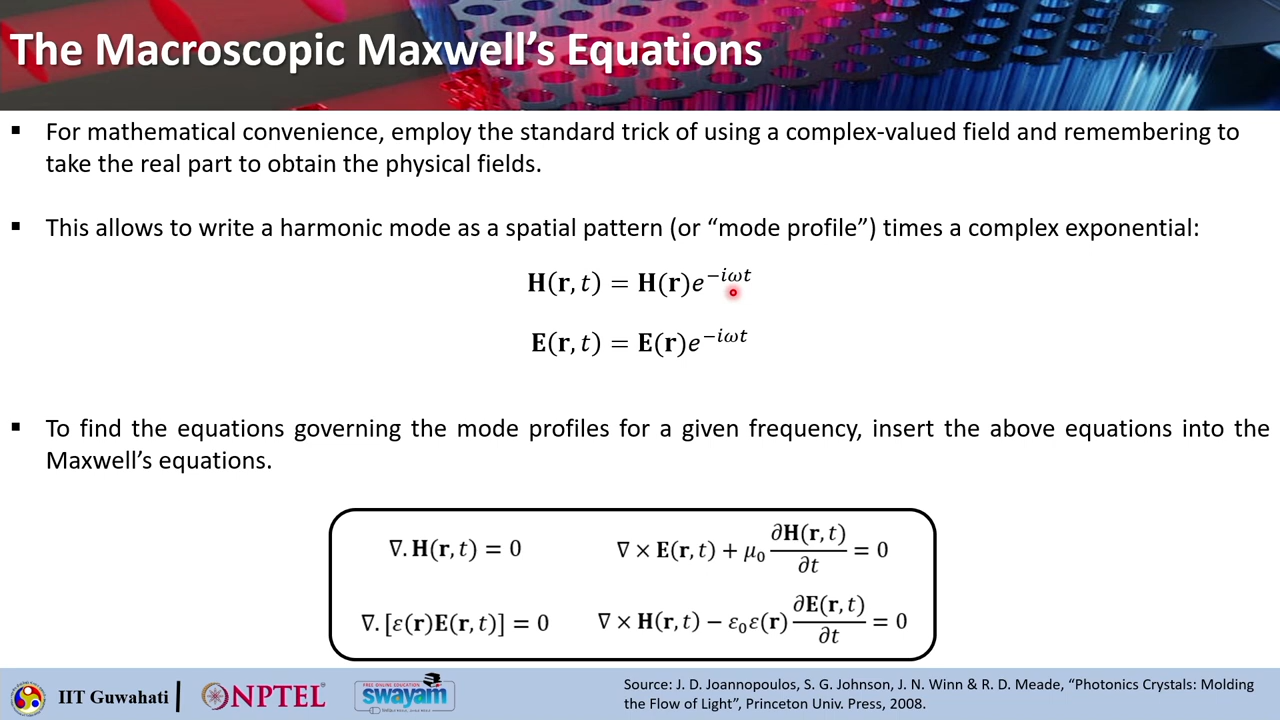 The Macroscopic Maxwell's Equations
▪ For mathematical convenience, employ the standard trick of using a complex-valued field and remembering to
take the real part to obtain the physical fields.
▪ This allows to write a harmonic mode as a spatial pattern (or “mode profile”) times a complex exponential:
𝐇(𝐫, t) = 𝐇(𝐫)e^{−iωt}
𝐄(𝐫, t) = 𝐄(𝐫)e^{−iωt}
▪ To find the equations governing the mode profiles for a given frequency, insert the above equations into the
Maxwell's equations.
∇. 𝐇(𝐫, t) = 0    ∇ × 𝐄(𝐫, t) + μ₀ ∂𝐇(𝐫, t)/∂t = 0
∇. [ε(𝐫)𝐄(𝐫, t)] = 0    ∇ × 𝐇(𝐫, t) − ε₀ε(𝐫) ∂𝐄(𝐫, t)/∂t = 0
IIT Guwahati | NPTEL
FREE ONLINE EDUCATION
swayam
Source: J. D. Joannopoulos, S. G. Johnson, J. N. Winn & R. D. Meade, “Photonics Crystals: Molding
the Flow of Light”, Princeton Univ. Press, 2008.